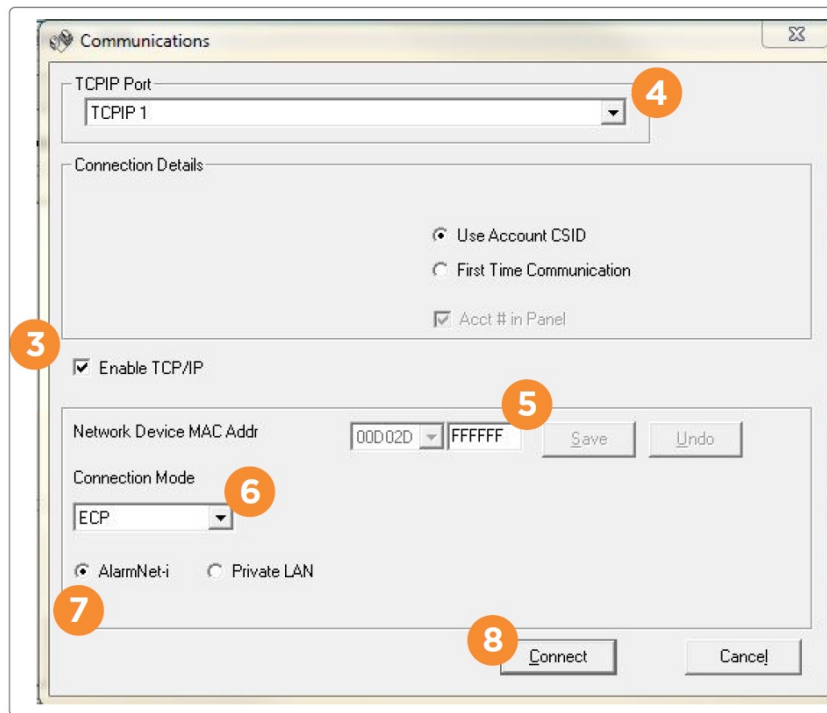 Communications
TCPIP Port
TCPIP 1
4
Connection Details
Use Account CSID
First Time Communication
Acct # in Panel
3
Enable TCP/IP
5
Network Device MAC Addr 00D02D FFFFFF Save Undo
Connection Mode
6
ECP
AlarmNet-i Private LAN
7
8
Connect Cancel